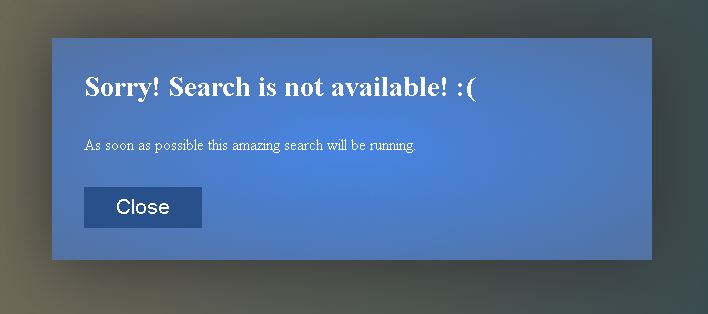 Sorry! Search is not available! :(
As soon as possible this amazing search will be running.
Close